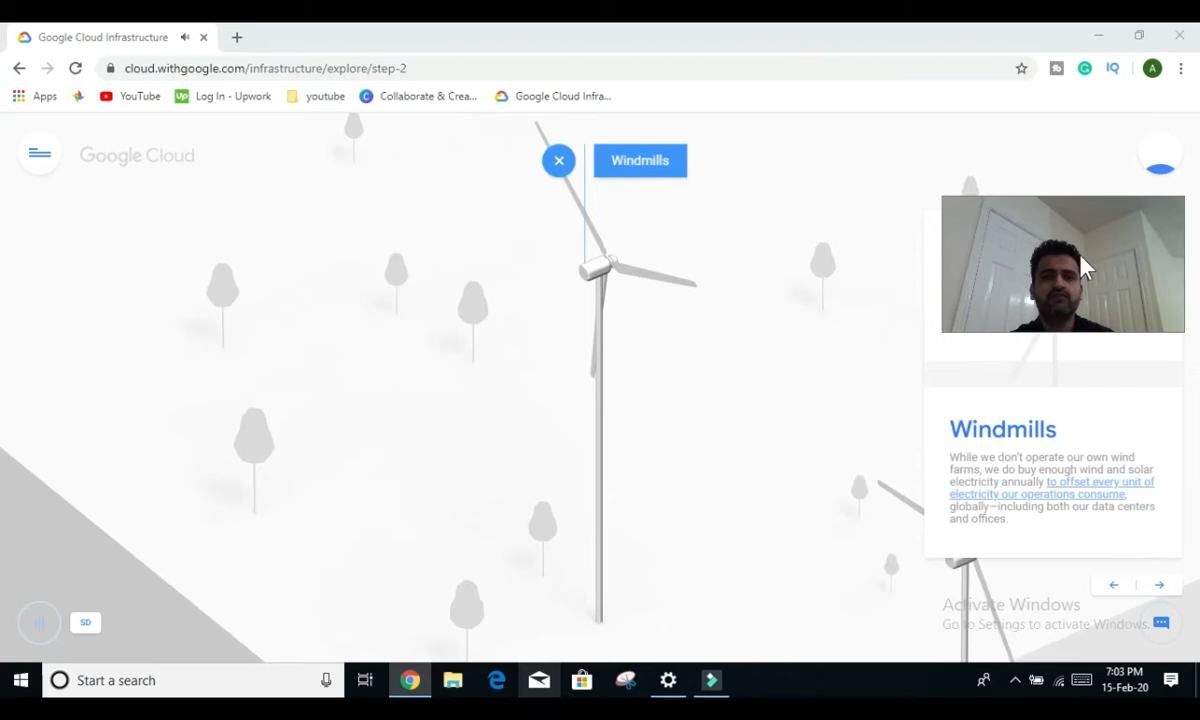 Google Cloud Infrastructure
cloud.withgoogle.com/infrastructure/explore/step-2
A
Apps
YouTube
Up
Log In - Upwork
youtube
C
Collaborate & Crea...
Google Cloud Infra...
IQ
Google Cloud
Windmills
Windmills
While we don't operate our own wind
farms, we do buy enough wind and solar
electricity annually to offset every unit of
electricity our operations consume,
globally—including both our data centers
and offices.
Activate Windows
Go to Settings to activate Windows.
SD
Start a search
7:03 PM
15-Feb-20